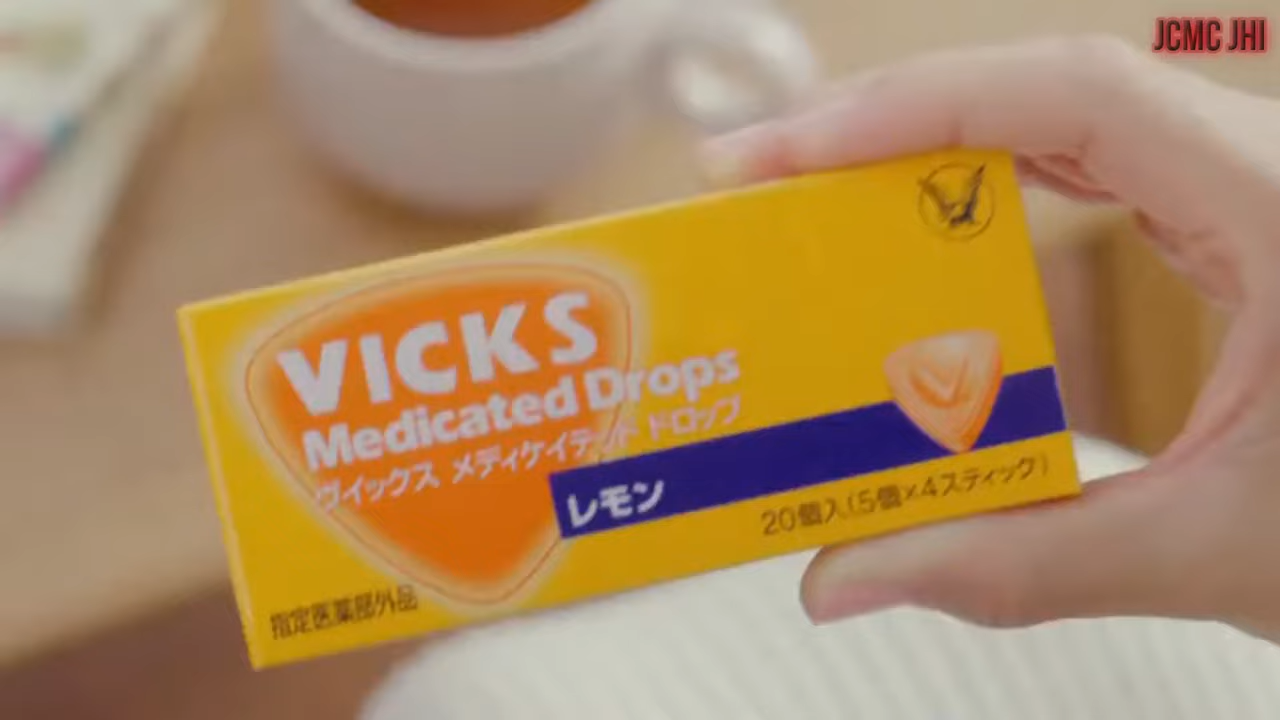 JCMC JHI
VICKS
Medicated Drops
ヴイックス メディケイテッド ドロップ
レモン
20個入(5個×4スティック)
指定医薬部外品